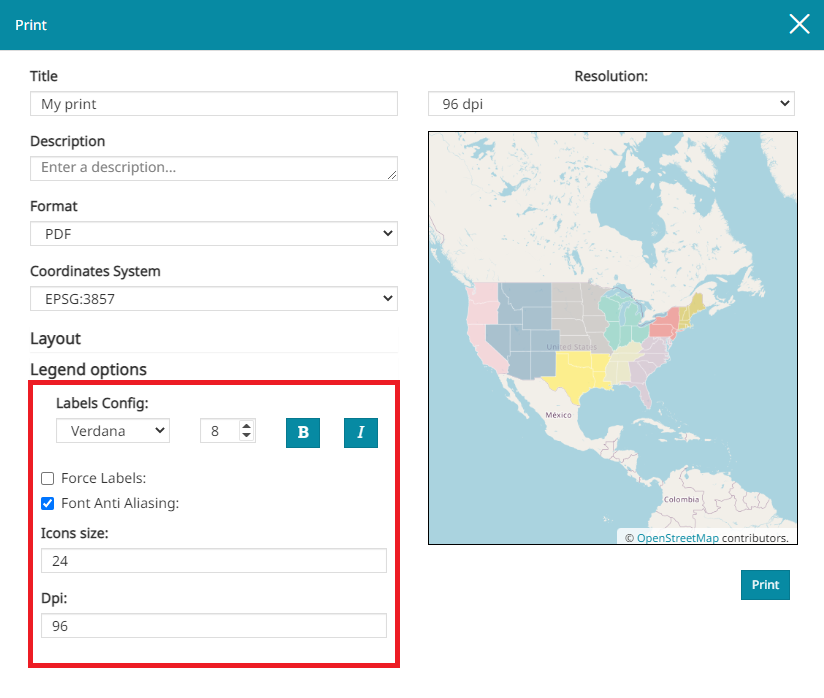 Print
Title
My print
Description
Enter a description...
Format
PDF
Coordinates System
EPSG:3857
Layout
Legend options
Labels Config:
Verdana 8 B I
Force Labels:
Font Anti Aliasing:
Icons size:
24
Dpi:
96
Resolution:
96 dpi
United States
México
Colombia
© OpenStreetMap contributors.
Print